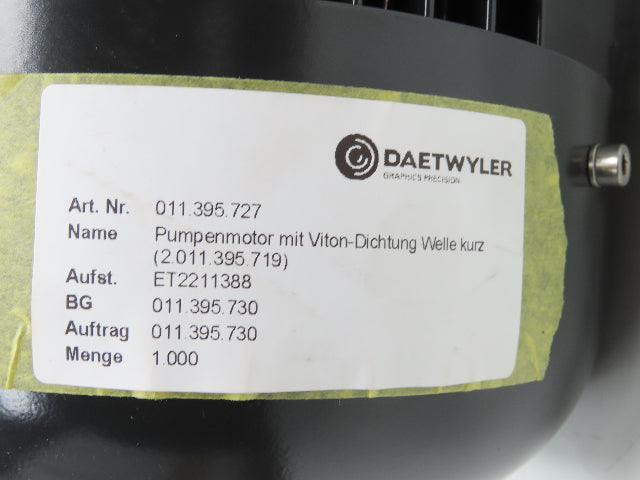 DAETWYLER
GRAPHICS PRECISION
Art. Nr. 011.395.727
Name Pumpenmotor mit Viton-Dichtung Welle kurz
(2.011.395.719)
Aufst. ET2211388
BG 011.395.730
Auftrag 011.395.730
Menge 1.000